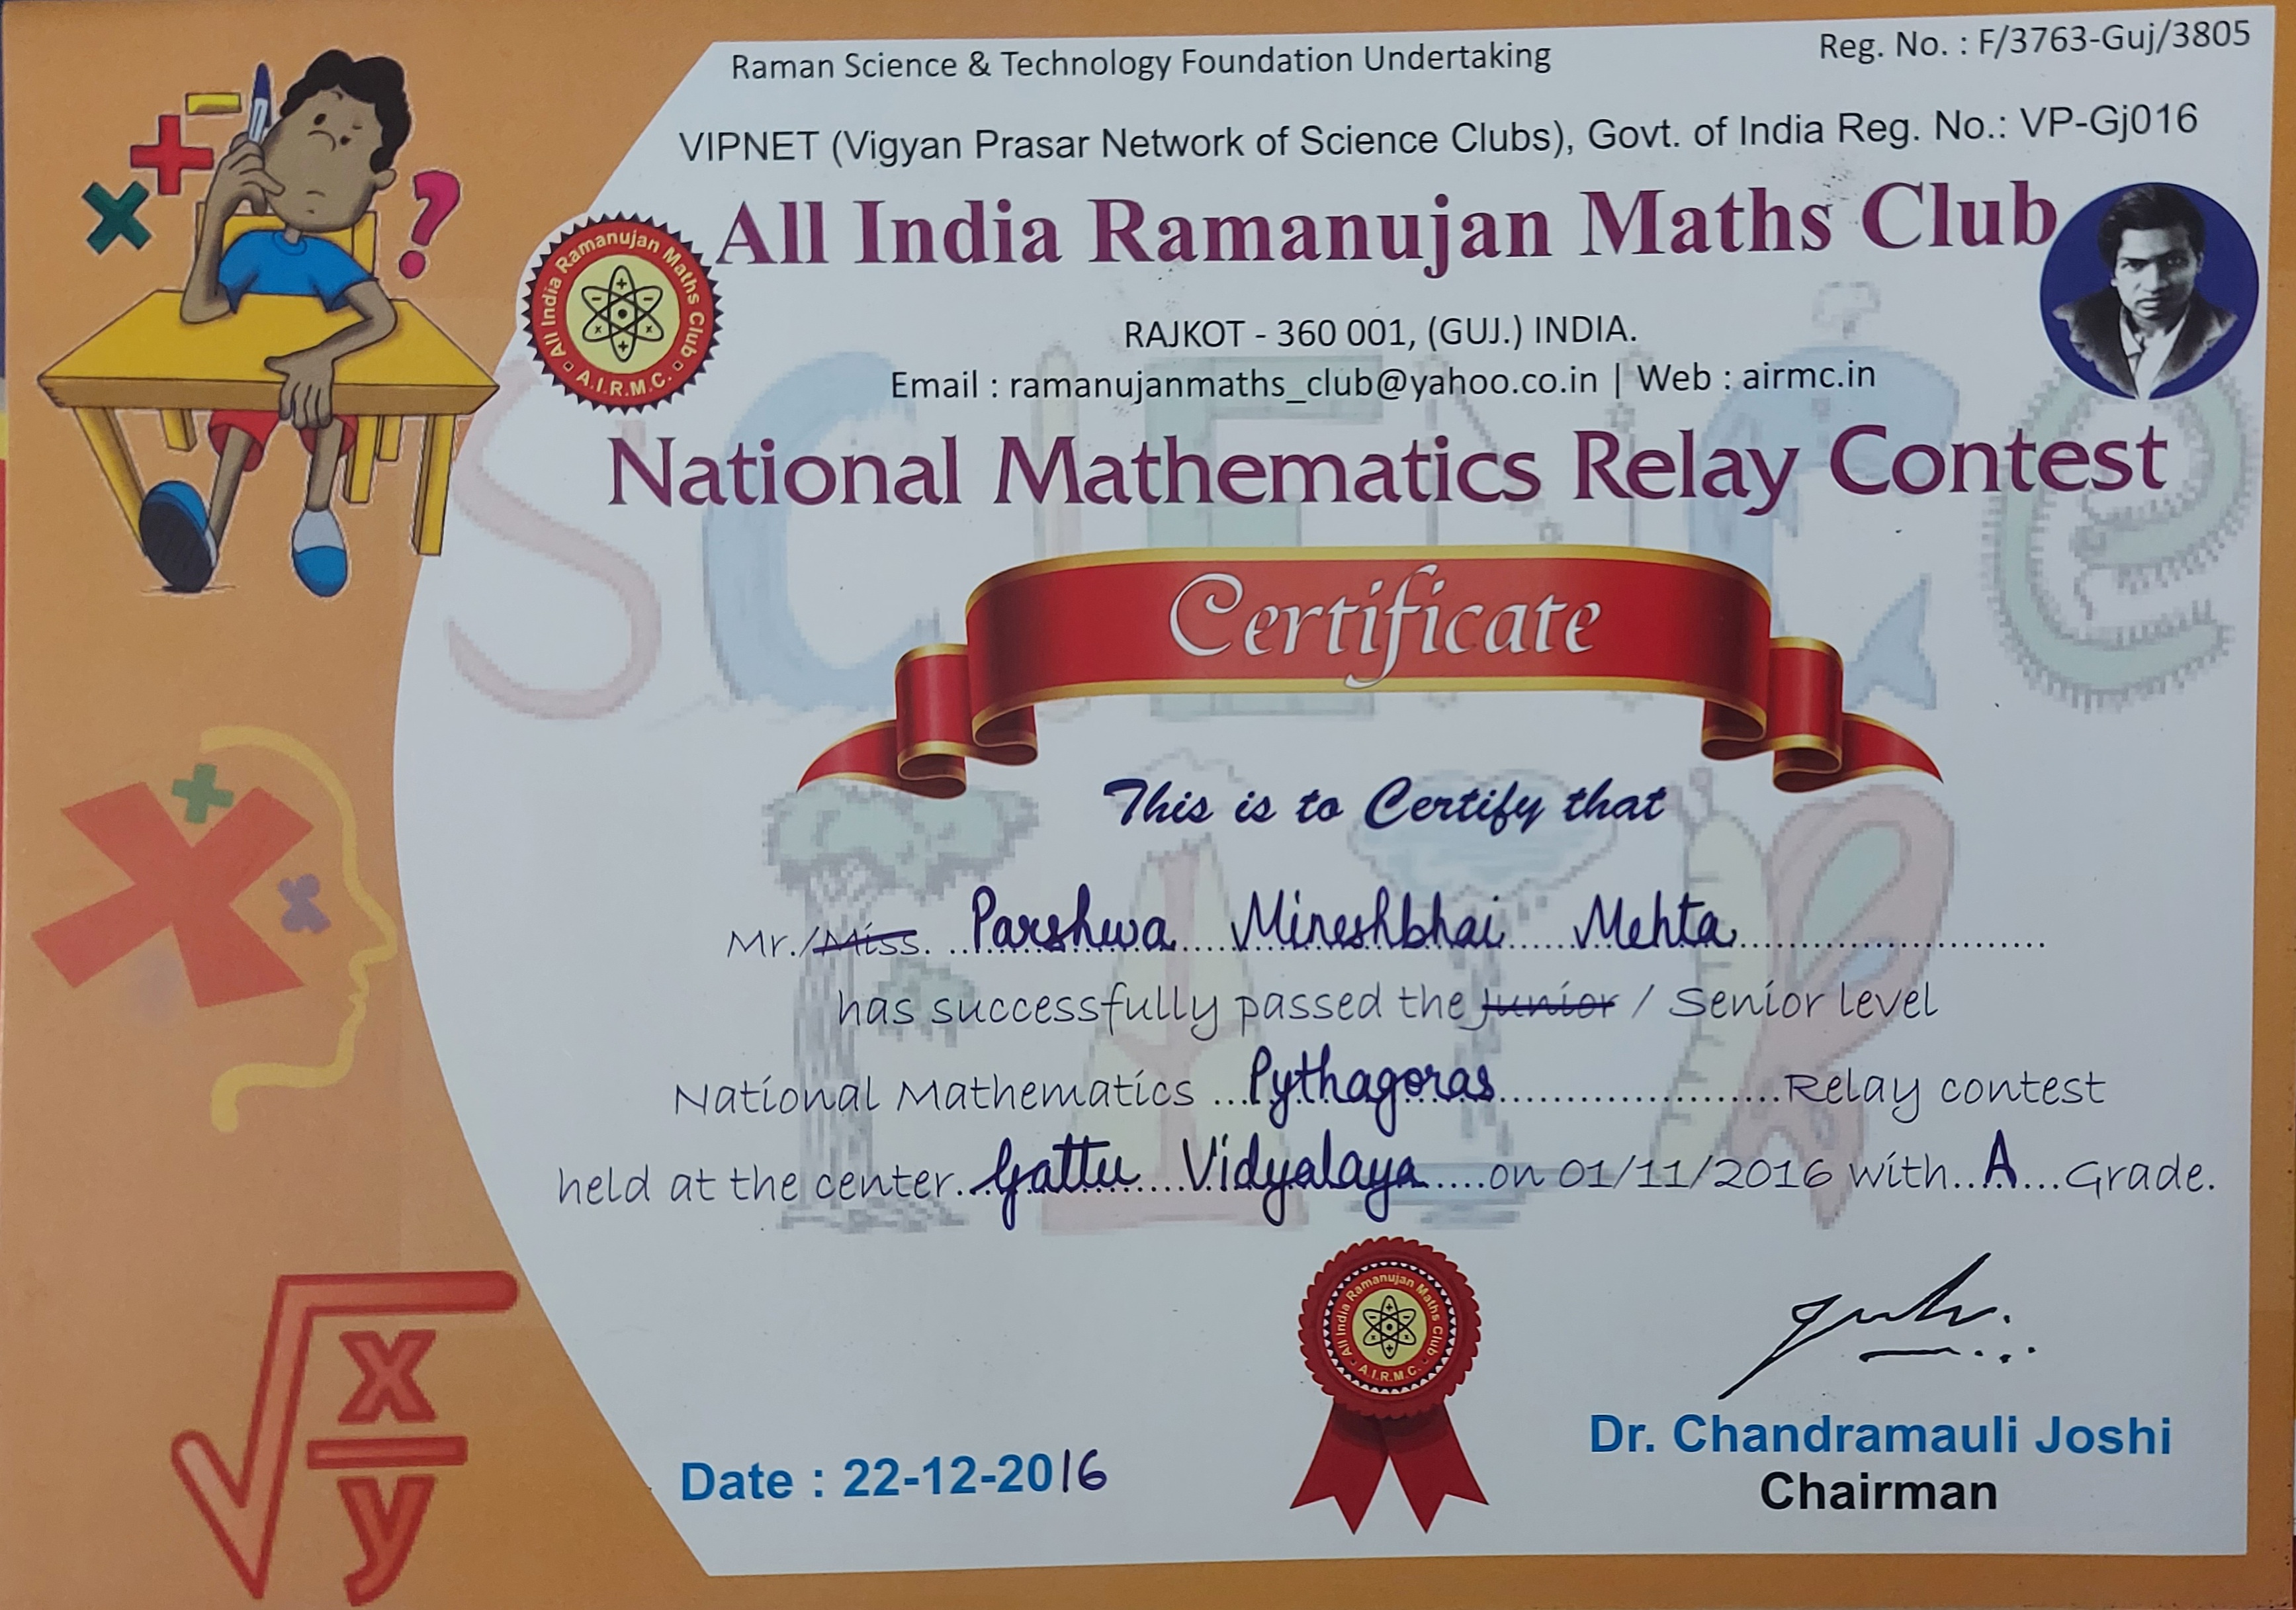 Raman Science & Technology Foundation Undertaking
Reg. No. : F/3763-Guj/3805
VIPNET (Vigyan Prasar Network of Science Clubs), Govt. of India Reg. No.: VP-Gj016
All India Ramanujan Maths Club
All India Ramanujan Maths Club
A.I.R.M.C.
RAJKOT - 360 001, (GUJ.) INDIA.
Email : ramanujanmaths_club@yahoo.co.in | Web : airmc.in
National Mathematics Relay Contest
SCIENCe
FAIR
Certificate
This is to Certify that
Mr./Miss. Parshwa Mineshbhai Mehta
has successfully passed the Junior / Senior level
National Mathematics ...Pythagoras... Relay contest
held at the center Gattu Vidyalaya on 01/11/2016 with A Grade.
All India Ramanujan Maths Club
A.I.R.M.C.
Dr. Chandramauli Joshi
Chairman
Date : 22-12-2016
x
y